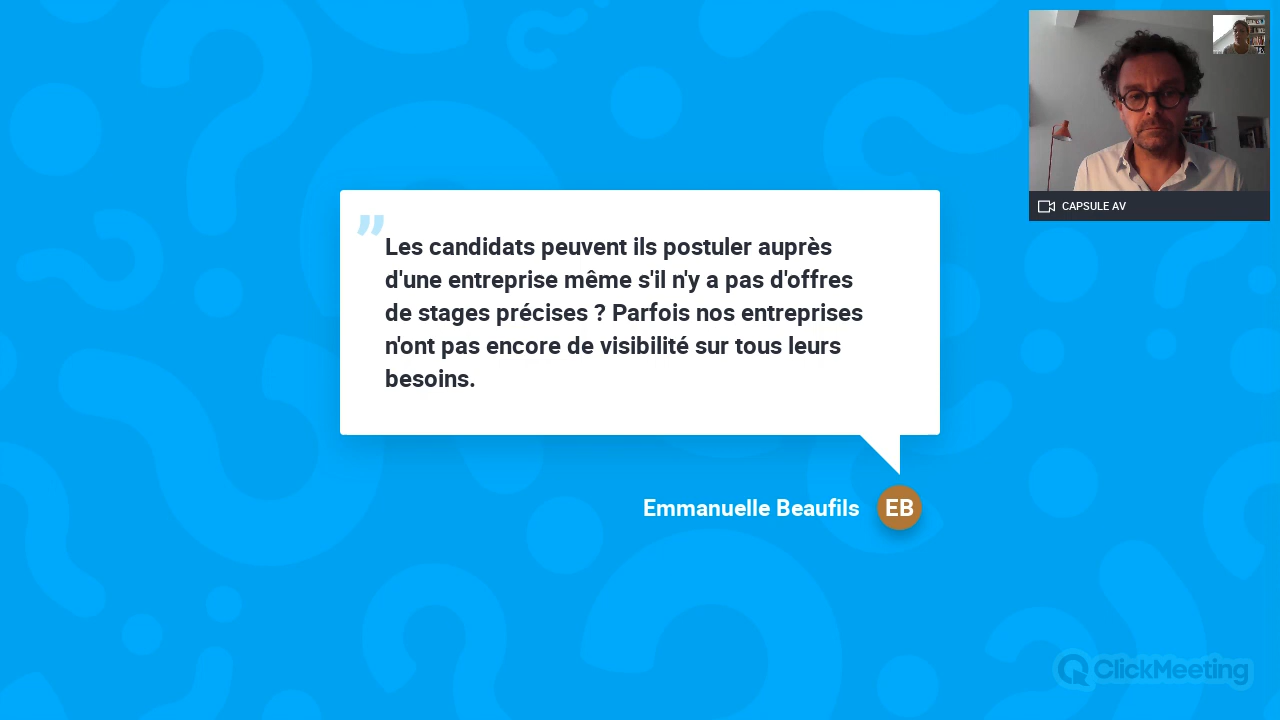 CAPSULE AV
Les candidats peuvent ils postuler auprès
d'une entreprise même s'il n'y a pas d'offres
de stages précises ? Parfois nos entreprises
n'ont pas encore de visibilité sur tous leurs
besoins.
Emmanuelle Beaufils EB
ClickMeeting